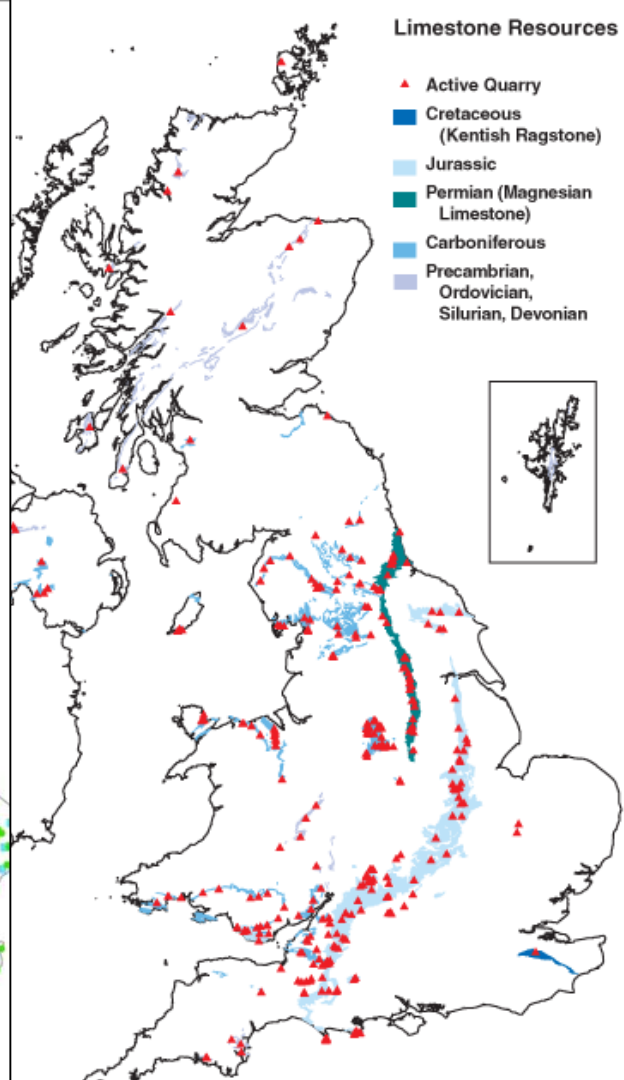 Limestone Resources
Active Quarry
Cretaceous
(Kentish Ragstone)
Jurassic
Permian (Magnesian
Limestone)
Carboniferous
Precambrian,
Ordovician,
Silurian, Devonian